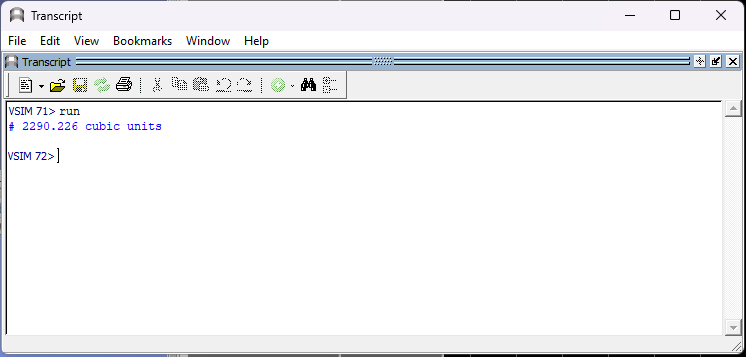 Transcript
File Edit View Bookmarks Window Help
Transcript
VSIM 71> run
# 2290.226 cubic units
VSIM 72>